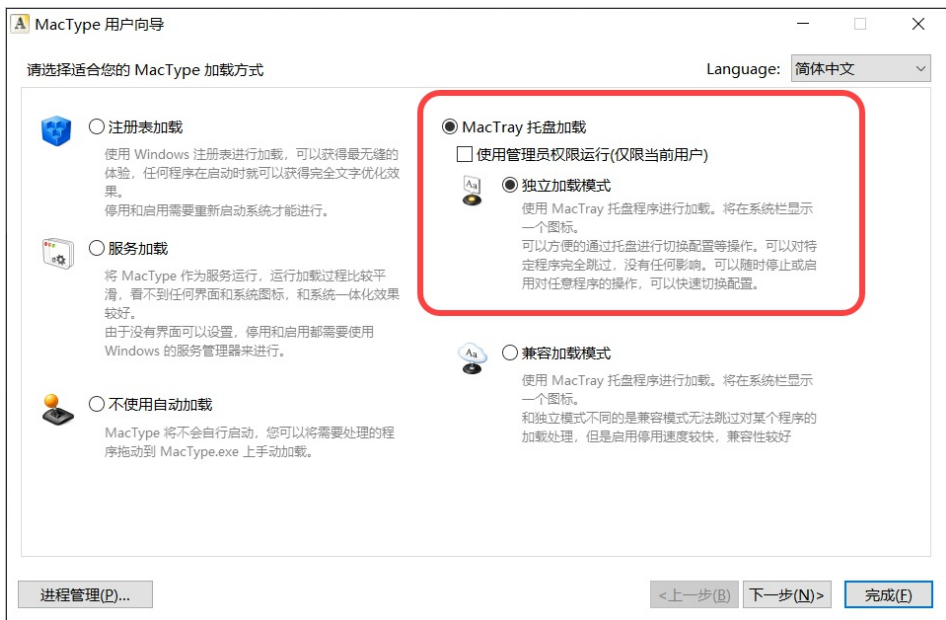 MacType 用户向导
请选择适合您的 MacType 加载方式
Language: 简体中文
注册表加载
使用 Windows 注册表进行加载，可以获得最无缝的
体验，任何程序在启动时就可以获得完全文字优化效
果。
停用和启用需要重新启动系统才能进行。
服务加载
将 MacType 作为服务运行，运行加载过程比较平
滑，看不到任何界面和系统图标，和系统一体化效果
较好。
由于没有界面可以设置，停用和启用都需要使用
Windows 的服务管理器来进行。
不使用自动加载
MacType 将不会自行启动，您可以将需要处理的程
序拖动到 MacType.exe 上手动加载。
MacTray 托盘加载
使用管理员权限运行(仅限当前用户)
独立加载模式
使用 MacTray 托盘程序进行加载。将在系统栏显示
一个图标。
可以方便的通过托盘进行切换配置等操作。可以对特
定程序完全跳过，没有任何影响。可以随时停止或启
用对任意程序的操作，可以快速切换配置。
兼容加载模式
使用 MacTray 托盘程序进行加载。将在系统栏显示
一个图标。
和独立模式不同的是兼容模式无法跳过对某个程序的
加载处理，但是启用停用速度较快，兼容性较好
进程管理(P)...
<上一步(B)
下一步(N)>
完成(F)